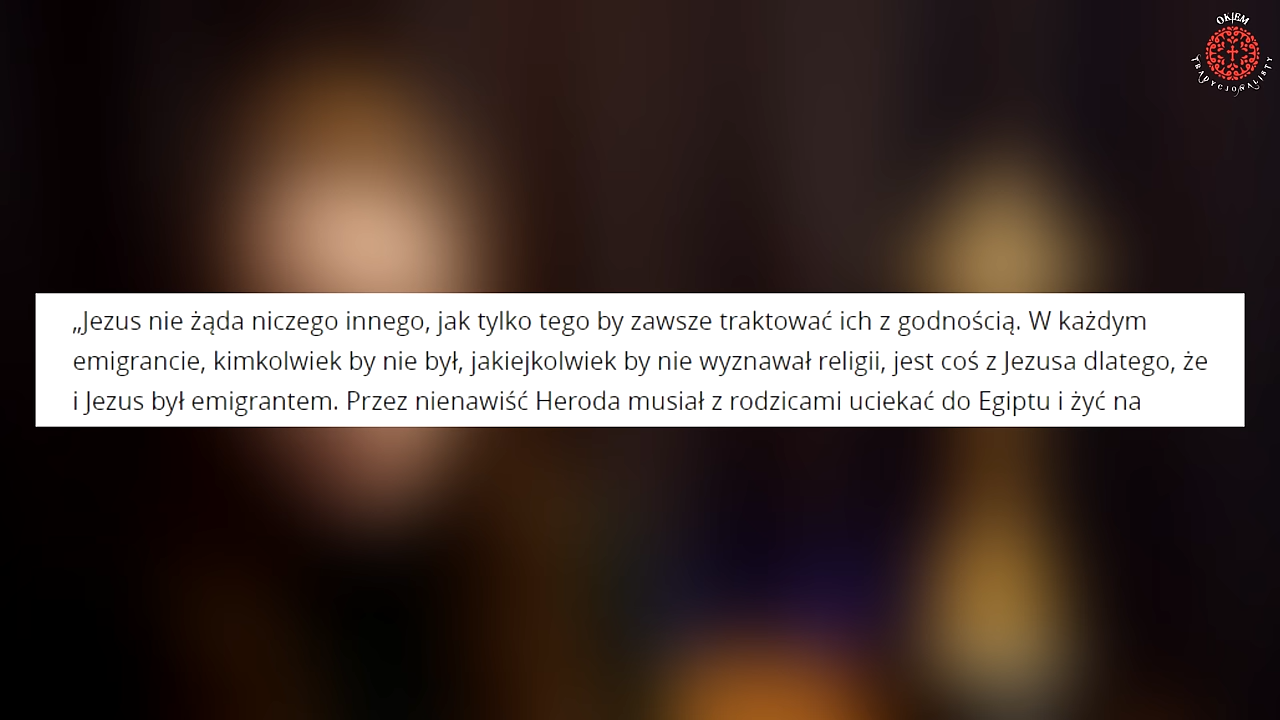 OKIEM
TRADYCJONALISTY
„Jezus nie żąda niczego innego, jak tylko tego by zawsze traktować ich z godnością. W każdym
emigrancie, kimkolwiek by nie był, jakiejkolwiek by nie wyznawał religii, jest coś z Jezusa dlatego, że
i Jezus był emigrantem. Przez nienawiść Heroda musiał z rodzicami uciekać do Egiptu i żyć na